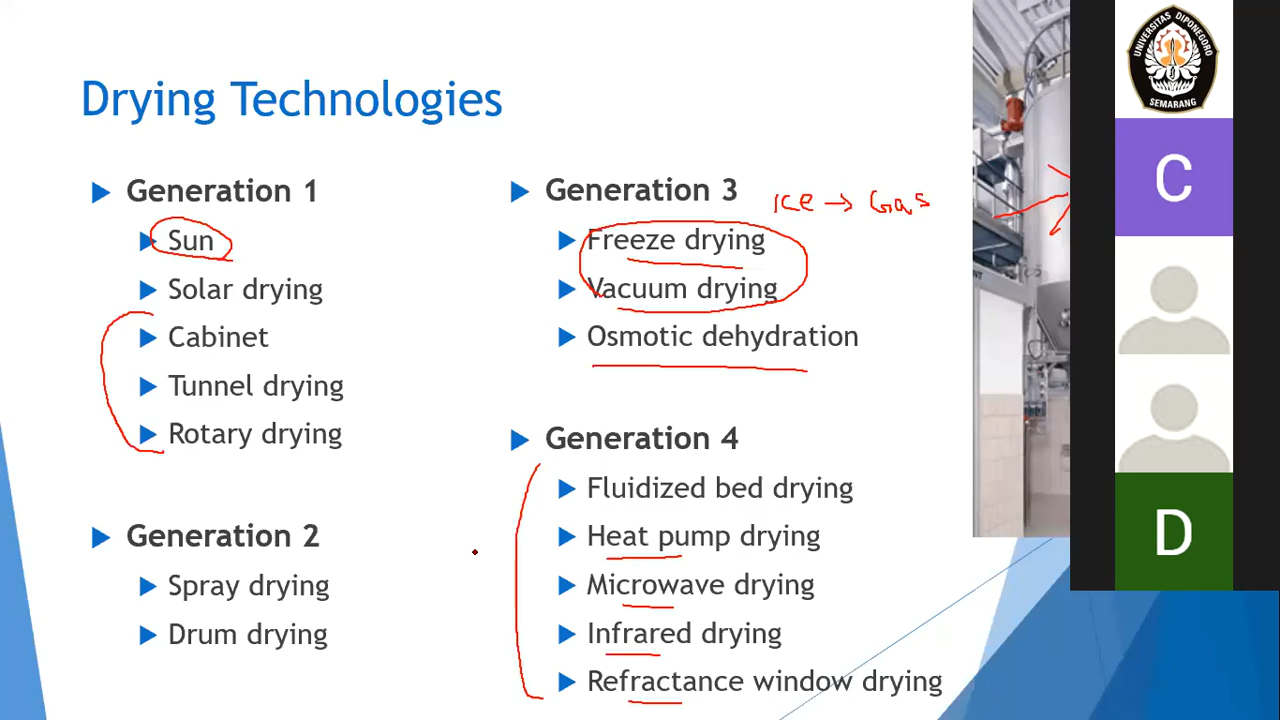 Drying Technologies
Generation 1
Sun
Solar drying
Cabinet
Tunnel drying
Rotary drying
Generation 2
Spray drying
Drum drying
Generation 3
Ice → Gas
Freeze drying
Vacuum drying
Osmotic dehydration
Generation 4
Fluidized bed drying
Heat pump drying
Microwave drying
Infrared drying
Refractance window drying
UNIVERSITAS DIPONEGORO
SEMARANG
C
D